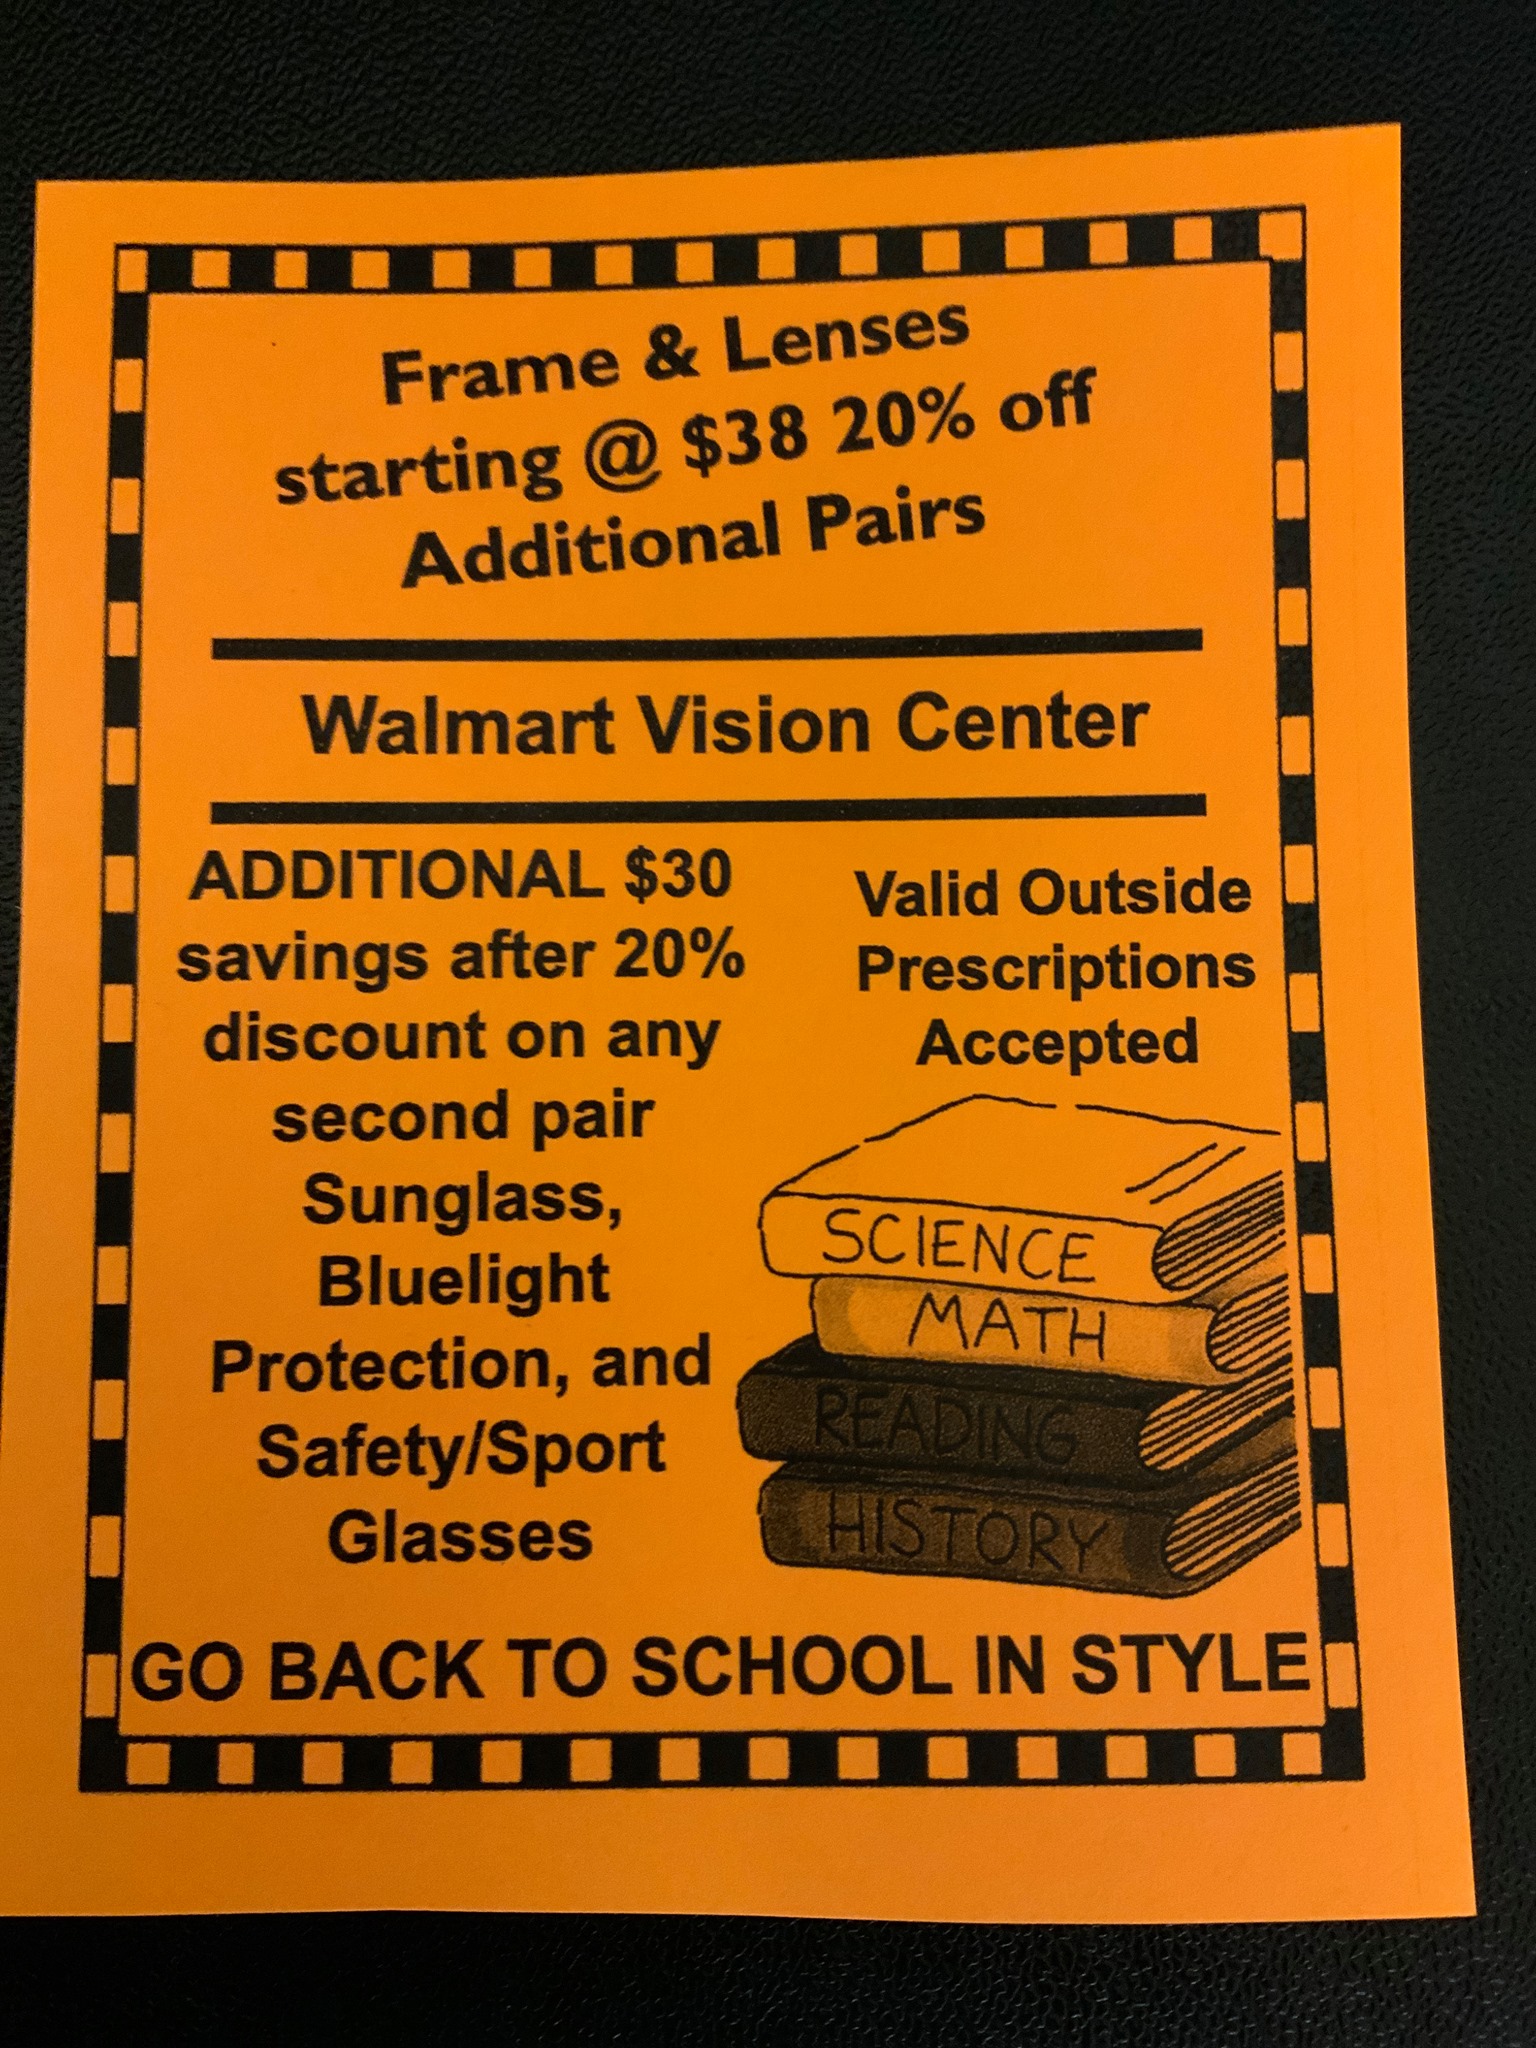 Frame & Lenses
starting @ $38 20% off
Additional Pairs
Walmart Vision Center
ADDITIONAL $30
savings after 20%
discount on any
second pair
Sunglass,
Bluelight
Protection, and
Safety/Sport
Glasses
Valid Outside
Prescriptions
Accepted
SCIENCE
MATH
READING
HISTORY
GO BACK TO SCHOOL IN STYLE